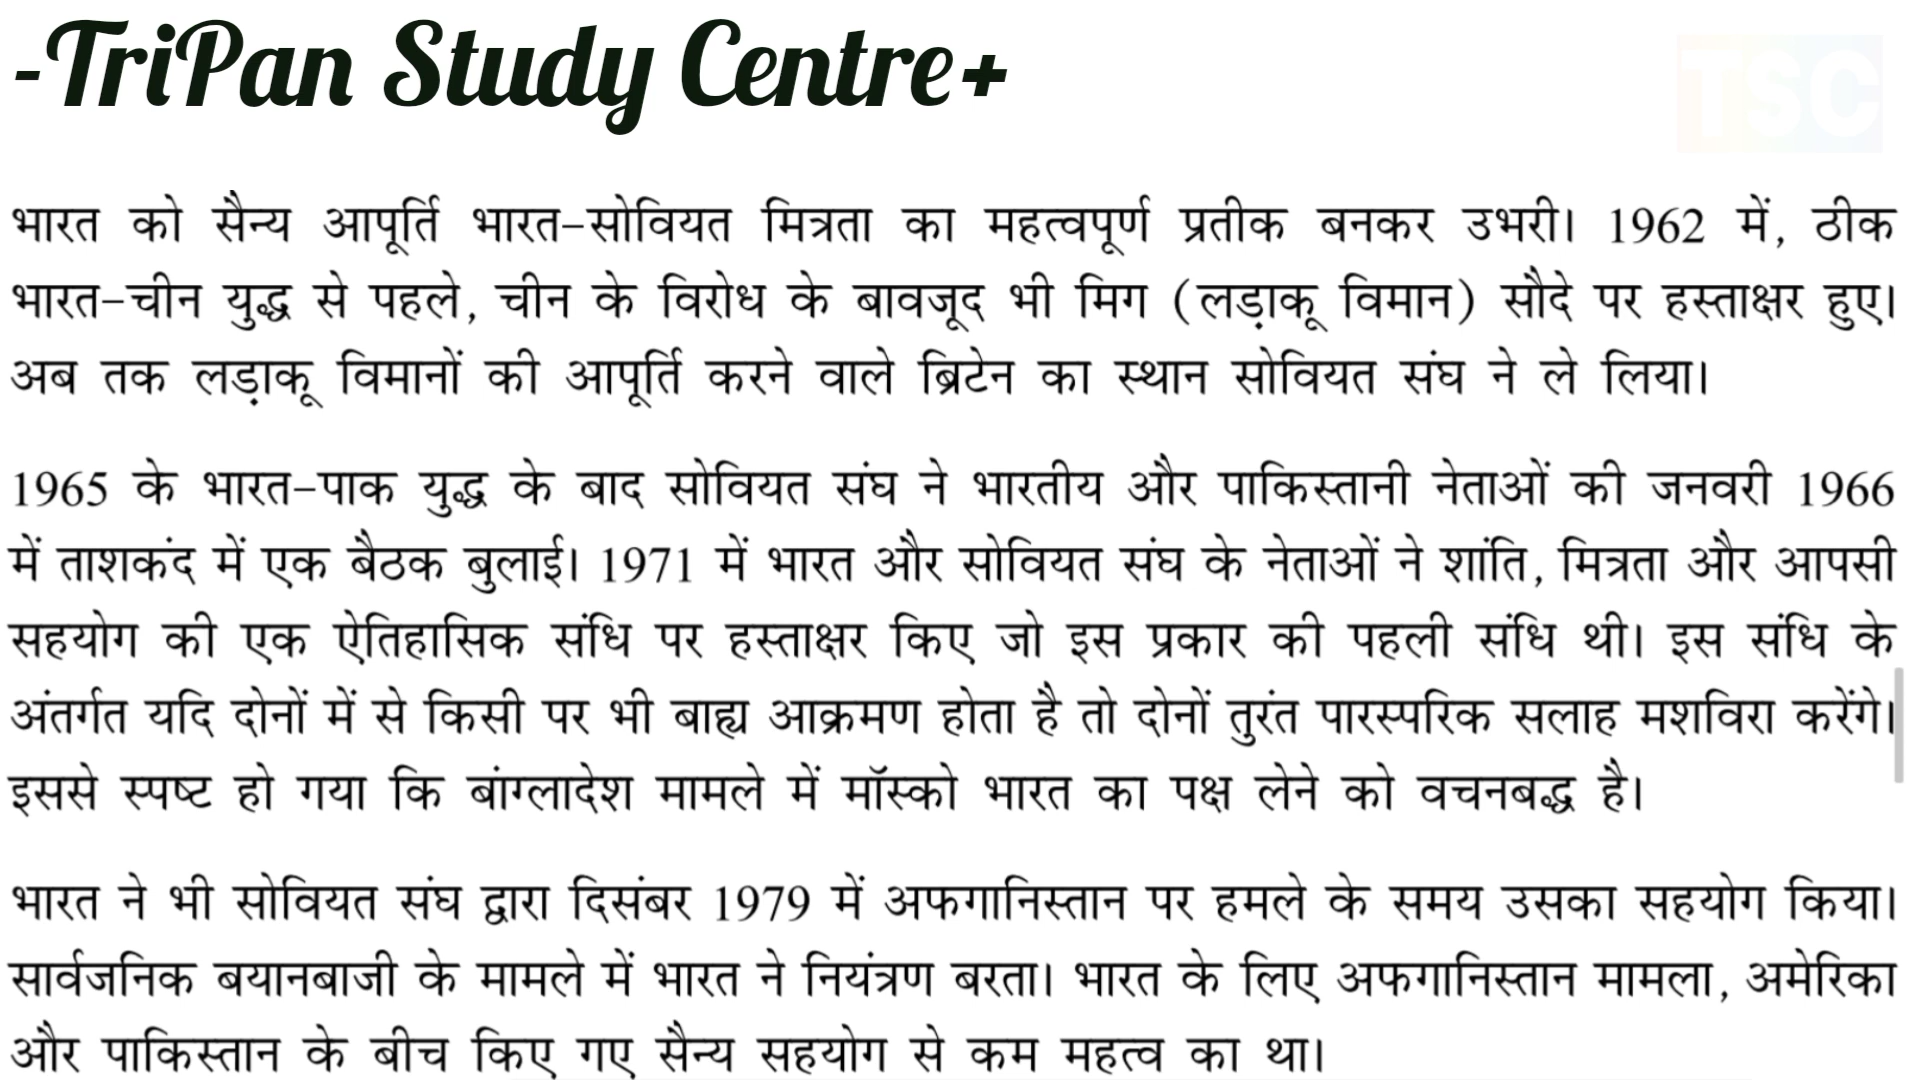 -TriPan Study Centre+
TSC
भारत को सैन्य आपूर्ति भारत-सोवियत मित्रता का महत्वपूर्ण प्रतीक बनकर उभरी। 1962 में, ठीक
भारत-चीन युद्ध से पहले, चीन के विरोध के बावजूद भी मिग (लड़ाकू विमान) सौदे पर हस्ताक्षर हुए।
अब तक लड़ाकू विमानों की आपूर्ति करने वाले ब्रिटेन का स्थान सोवियत संघ ने ले लिया।
1965 के भारत-पाक युद्ध के बाद सोवियत संघ ने भारतीय और पाकिस्तानी नेताओं की जनवरी 1966
में ताशकंद में एक बैठक बुलाई। 1971 में भारत और सोवियत संघ के नेताओं ने शांति, मित्रता और आपसी
सहयोग की एक ऐतिहासिक संधि पर हस्ताक्षर किए जो इस प्रकार की पहली संधि थी। इस संधि के
अंतर्गत यदि दोनों में से किसी पर भी बाह्य आक्रमण होता है तो दोनों तुरंत पारस्परिक सलाह मशविरा करेंगे।
इससे स्पष्ट हो गया कि बांग्लादेश मामले में मॉस्को भारत का पक्ष लेने को वचनबद्ध है।
भारत ने भी सोवियत संघ द्वारा दिसंबर 1979 में अफगानिस्तान पर हमले के समय उसका सहयोग किया।
सार्वजनिक बयानबाजी के मामले में भारत ने नियंत्रण बरता। भारत के लिए अफगानिस्तान मामला, अमेरिका
और पाकिस्तान के बीच किए गए सैन्य सहयोग से कम महत्व का था।